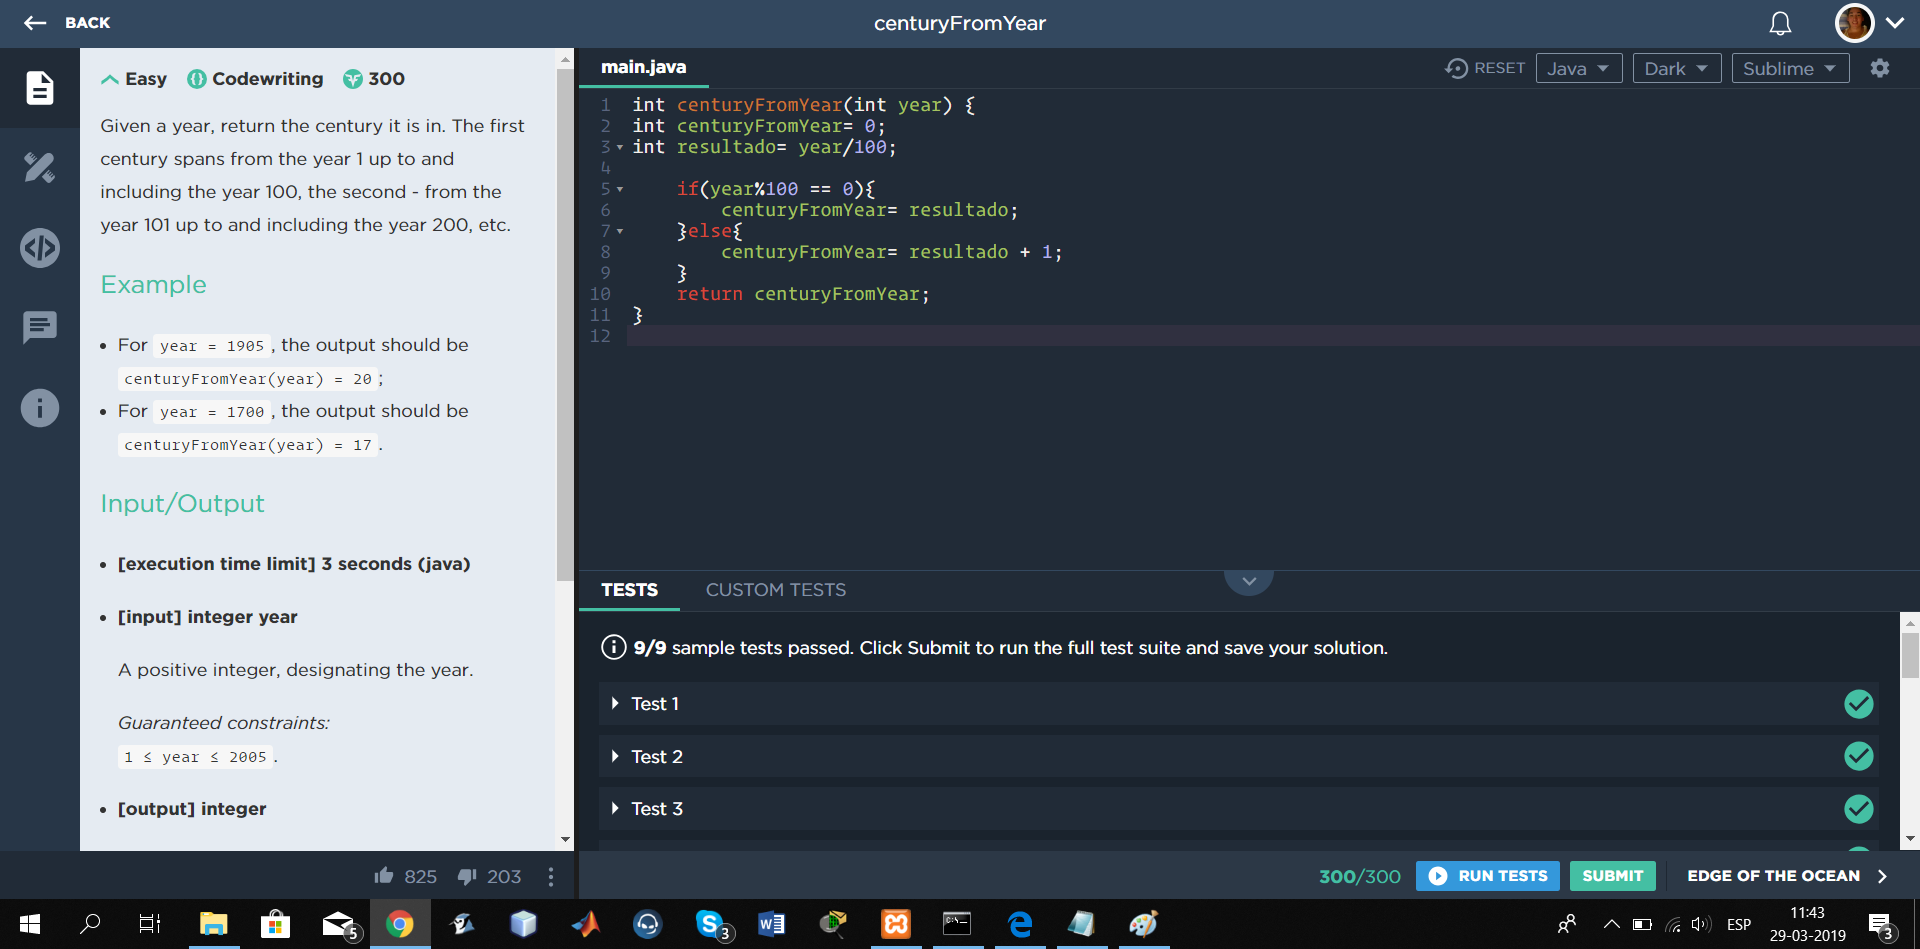 BACK
centuryFromYear
Easy Codewriting 300
Given a year, return the century it is in. The first
century spans from the year 1 up to and
including the year 100, the second - from the
year 101 up to and including the year 200, etc.
Example
• For year = 1905 , the output should be
centuryFromYear(year) = 20 ;
• For year = 1700 , the output should be
centuryFromYear(year) = 17 .
Input/Output
• [execution time limit] 3 seconds (java)
• [input] integer year
A positive integer, designating the year.
Guaranteed constraints:
1 ≤ year ≤ 2005 .
• [output] integer
825 203
main.java
RESET Java Dark Sublime
1 int centuryFromYear(int year) {
2 int centuryFromYear= 0;
3 int resultado= year/100;
4
5 if(year%100 == 0){
6 centuryFromYear= resultado;
7 }else{
8 centuryFromYear= resultado + 1;
9 }
10 return centuryFromYear;
11 }
12
TESTS CUSTOM TESTS
9/9 sample tests passed. Click Submit to run the full test suite and save your solution.
Test 1
Test 2
Test 3
300/300 RUN TESTS SUBMIT EDGE OF THE OCEAN
5 3 ESP 11:43
29-03-2019 3